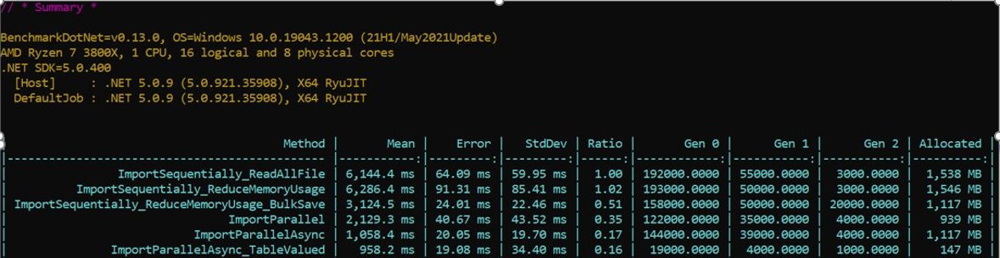 // * Summary *
BenchmarkDotNet=v0.13.0, OS=Windows 10.0.19043.1200 (21H1/May2021Update)
AMD Ryzen 7 3800X, 1 CPU, 16 logical and 8 physical cores
.NET SDK=5.0.400
[Host]     : .NET 5.0.9 (5.0.921.35908), X64 RyuJIT
DefaultJob : .NET 5.0.9 (5.0.921.35908), X64 RyuJIT
| Method | Mean | Error | StdDev | Ratio | Gen 0 | Gen 1 | Gen 2 | Allocated |
|---------------------------------------------- |-----------:|---------:|---------:|------:|------------:|-----------:|-----------:|----------:|
| ImportSequentially_ReadAllFile | 6,144.4 ms | 64.09 ms | 59.95 ms | 1.00 | 192000.0000 | 55000.0000 | 3000.0000 | 1,538 MB |
| ImportSequentially_ReduceMemoryUsage | 6,286.4 ms | 91.31 ms | 85.41 ms | 1.02 | 193000.0000 | 50000.0000 | 3000.0000 | 1,546 MB |
| ImportSequentially_ReduceMemoryUsage_BulkSave | 3,124.5 ms | 24.01 ms | 22.46 ms | 0.51 | 158000.0000 | 50000.0000 | 20000.0000 | 1,117 MB |
| ImportParallel | 2,129.3 ms | 40.67 ms | 43.52 ms | 0.35 | 122000.0000 | 35000.0000 | 4000.0000 | 939 MB |
| ImportParallelAsync | 1,058.4 ms | 20.05 ms | 19.70 ms | 0.17 | 144000.0000 | 39000.0000 | 4000.0000 | 1,117 MB |
| ImportParallelAsync_TableValued | 958.2 ms | 19.08 ms | 34.40 ms | 0.16 | 19000.0000 | 4000.0000 | 1000.0000 | 147 MB |